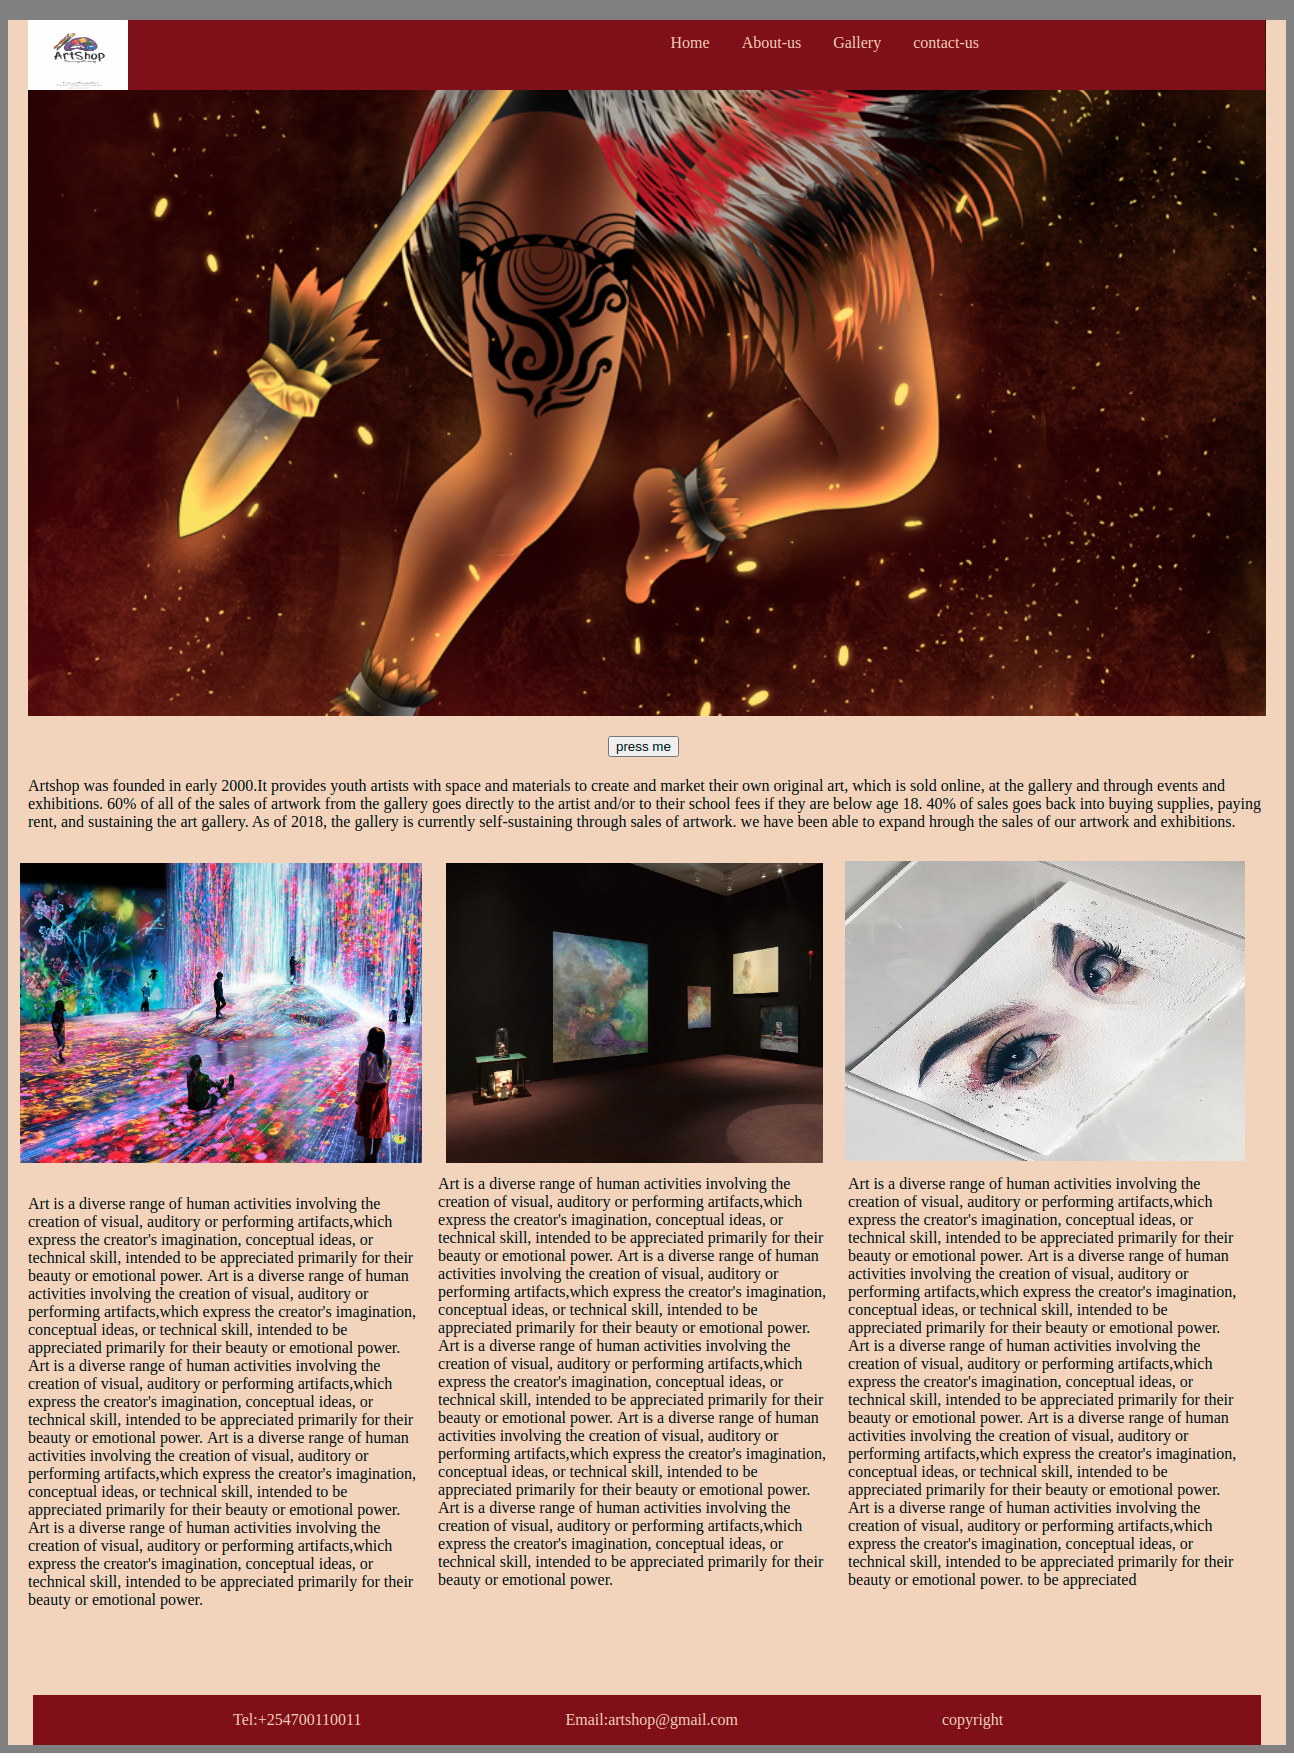 ArtShop
Home
About-us
Gallery
contact-us
press me
Artshop was founded in early 2000.It provides youth artists with space and materials to create and market their own original art, which is sold online, at the gallery and through events and
exhibitions. 60% of all of the sales of artwork from the gallery goes directly to the artist and/or to their school fees if they are below age 18. 40% of sales goes back into buying supplies, paying
rent, and sustaining the art gallery. As of 2018, the gallery is currently self-sustaining through sales of artwork. we have been able to expand hrough the sales of our artwork and exhibitions.
Art is a diverse range of human activities involving the
creation of visual, auditory or performing artifacts,which
express the creator's imagination, conceptual ideas, or
technical skill, intended to be appreciated primarily for their
beauty or emotional power. Art is a diverse range of human
activities involving the creation of visual, auditory or
performing artifacts,which express the creator's imagination,
conceptual ideas, or technical skill, intended to be
appreciated primarily for their beauty or emotional power.
Art is a diverse range of human activities involving the
creation of visual, auditory or performing artifacts,which
express the creator's imagination, conceptual ideas, or
technical skill, intended to be appreciated primarily for their
beauty or emotional power. Art is a diverse range of human
activities involving the creation of visual, auditory or
performing artifacts,which express the creator's imagination,
conceptual ideas, or technical skill, intended to be
appreciated primarily for their beauty or emotional power.
Art is a diverse range of human activities involving the
creation of visual, auditory or performing artifacts,which
express the creator's imagination, conceptual ideas, or
technical skill, intended to be appreciated primarily for their
beauty or emotional power.
Art is a diverse range of human activities involving the
creation of visual, auditory or performing artifacts,which
express the creator's imagination, conceptual ideas, or
technical skill, intended to be appreciated primarily for their
beauty or emotional power. Art is a diverse range of human
activities involving the creation of visual, auditory or
performing artifacts,which express the creator's imagination,
conceptual ideas, or technical skill, intended to be
appreciated primarily for their beauty or emotional power.
Art is a diverse range of human activities involving the
creation of visual, auditory or performing artifacts,which
express the creator's imagination, conceptual ideas, or
technical skill, intended to be appreciated primarily for their
beauty or emotional power. Art is a diverse range of human
activities involving the creation of visual, auditory or
performing artifacts,which express the creator's imagination,
conceptual ideas, or technical skill, intended to be
appreciated primarily for their beauty or emotional power.
Art is a diverse range of human activities involving the
creation of visual, auditory or performing artifacts,which
express the creator's imagination, conceptual ideas, or
technical skill, intended to be appreciated primarily for their
beauty or emotional power.
Art is a diverse range of human activities involving the
creation of visual, auditory or performing artifacts,which
express the creator's imagination, conceptual ideas, or
technical skill, intended to be appreciated primarily for their
beauty or emotional power. Art is a diverse range of human
activities involving the creation of visual, auditory or
performing artifacts,which express the creator's imagination,
conceptual ideas, or technical skill, intended to be
appreciated primarily for their beauty or emotional power.
Art is a diverse range of human activities involving the
creation of visual, auditory or performing artifacts,which
express the creator's imagination, conceptual ideas, or
technical skill, intended to be appreciated primarily for their
beauty or emotional power. Art is a diverse range of human
activities involving the creation of visual, auditory or
performing artifacts,which express the creator's imagination,
conceptual ideas, or technical skill, intended to be
appreciated primarily for their beauty or emotional power.
Art is a diverse range of human activities involving the
creation of visual, auditory or performing artifacts,which
express the creator's imagination, conceptual ideas, or
technical skill, intended to be appreciated primarily for their
beauty or emotional power. to be appreciated
Tel:+254700110011
Email:artshop@gmail.com
copyright